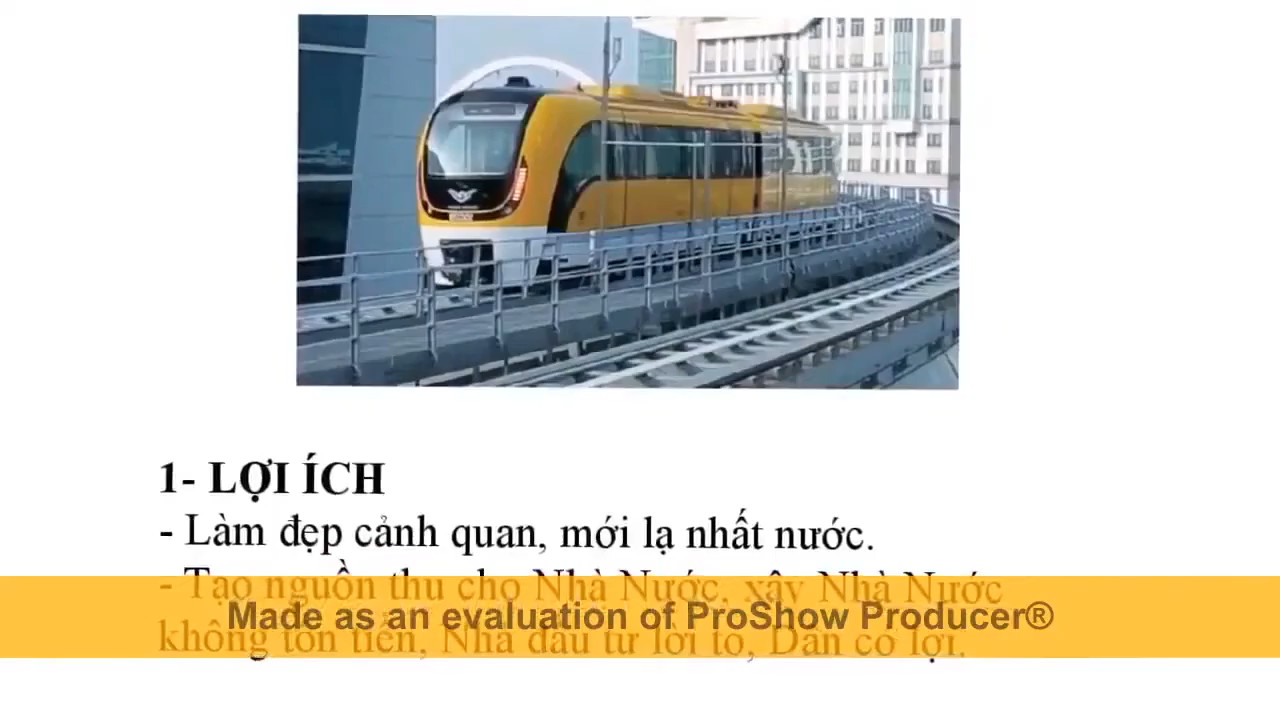 1- LỢI ÍCH
- Làm đẹp cảnh quan, mới lạ nhất nước.
- Tạo nguồn thu cho Nhà Nước, xây Nhà Nước
Made as an evaluation of ProShow Producer®
không tốn tiền, Nhà đầu tư lời to, Dân có lợi.